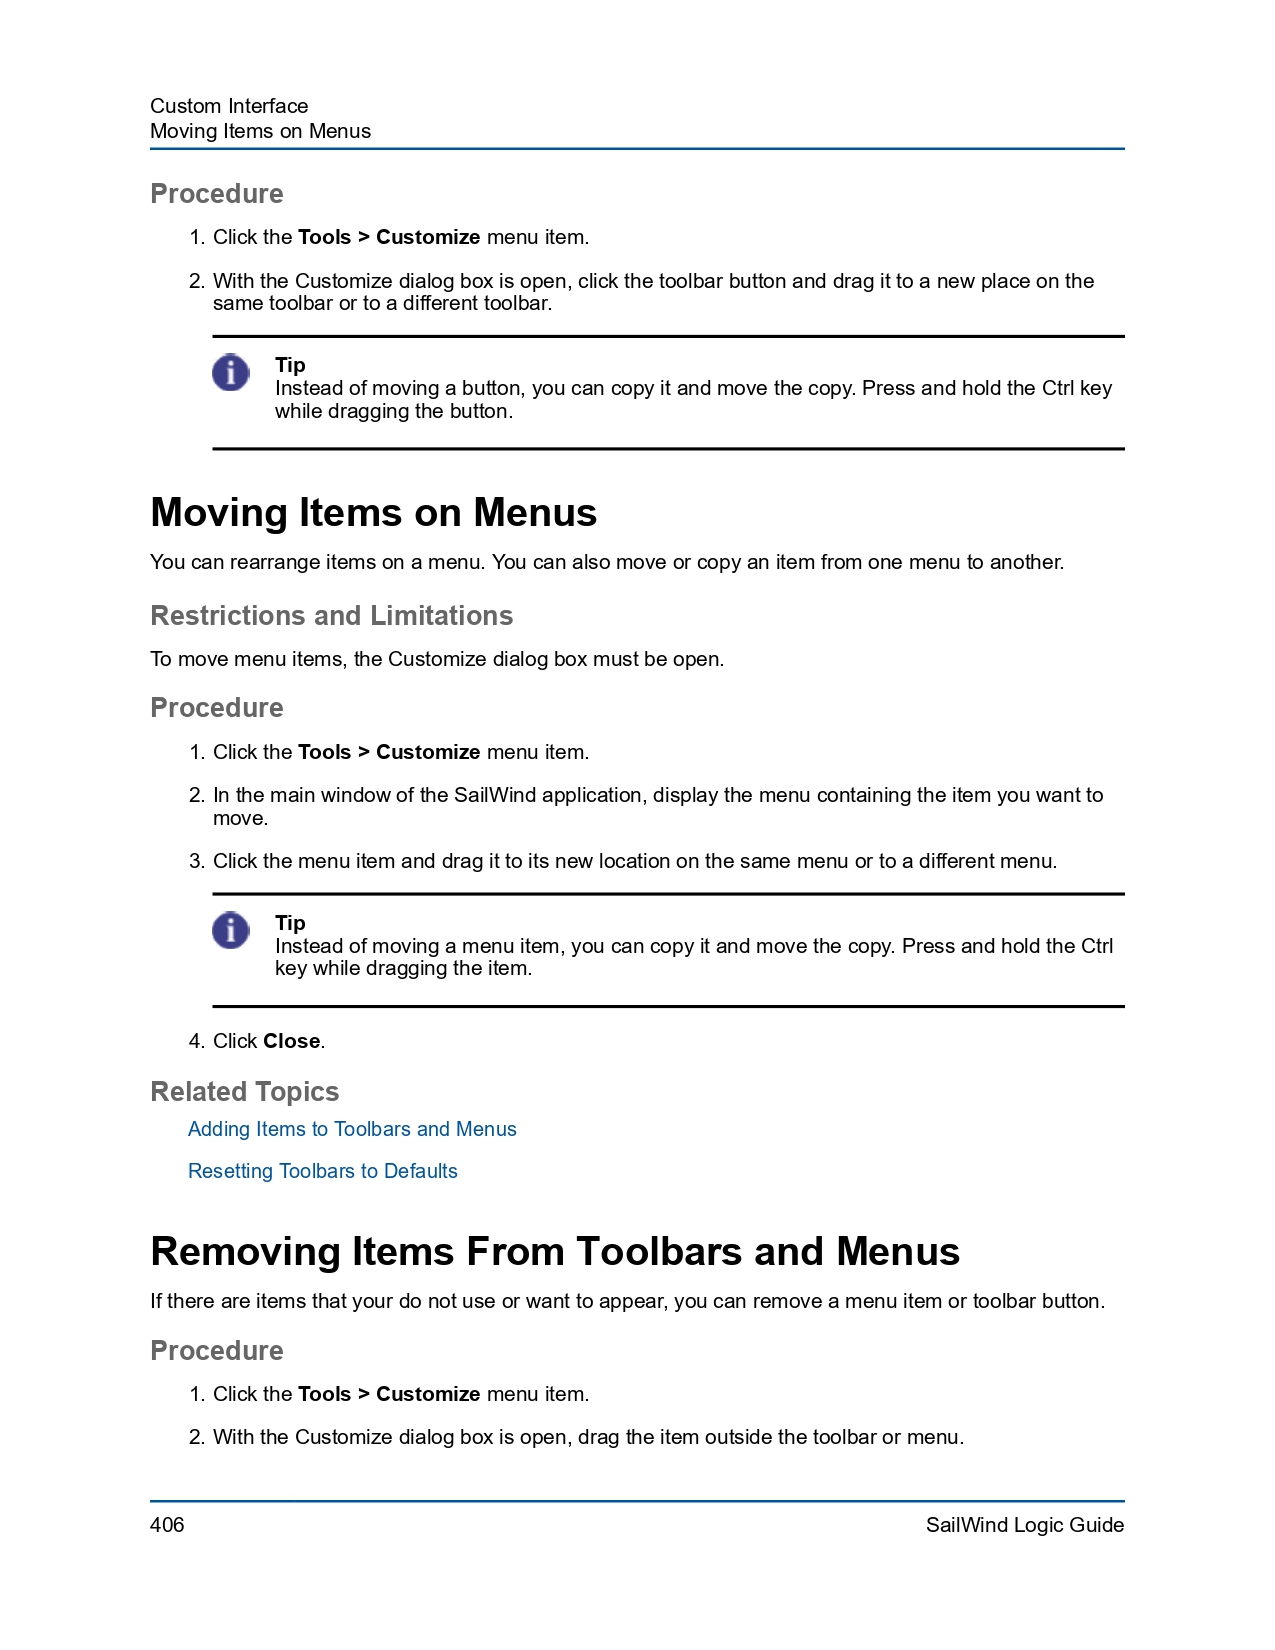 Custom Interface
Moving Items on Menus
Procedure
1. Click the Tools > Customize menu item.
2. With the Customize dialog box is open, click the toolbar button and drag it to a new place on the
same toolbar or to a different toolbar.
Tip
Instead of moving a button, you can copy it and move the copy. Press and hold the Ctrl key
while dragging the button.
Moving Items on Menus
You can rearrange items on a menu. You can also move or copy an item from one menu to another.
Restrictions and Limitations
To move menu items, the Customize dialog box must be open.
Procedure
1. Click the Tools > Customize menu item.
2. In the main window of the SailWind application, display the menu containing the item you want to
move.
3. Click the menu item and drag it to its new location on the same menu or to a different menu.
Tip
Instead of moving a menu item, you can copy it and move the copy. Press and hold the Ctrl
key while dragging the item.
4. Click Close.
Related Topics
Adding Items to Toolbars and Menus
Resetting Toolbars to Defaults
Removing Items From Toolbars and Menus
If there are items that your do not use or want to appear, you can remove a menu item or toolbar button.
Procedure
1. Click the Tools > Customize menu item.
2. With the Customize dialog box is open, drag the item outside the toolbar or menu.
406
SailWind Logic Guide